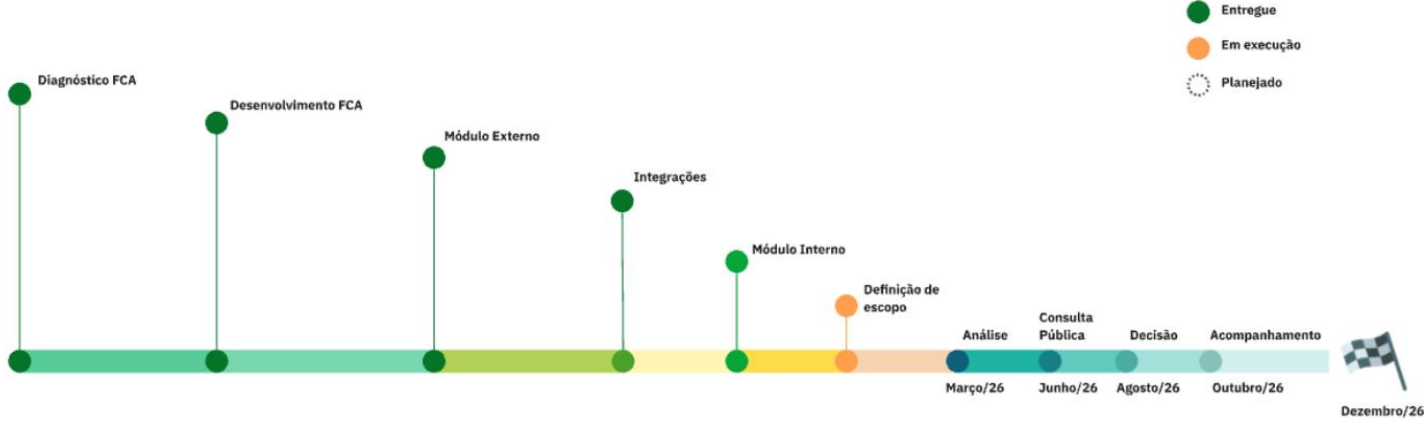 Entregue
Em execução
Planejado
Diagnóstico FCA
Desenvolvimento FCA
Módulo Externo
Integrações
Módulo Interno
Definição de
escopo
Análise
Consulta
Pública
Decisão
Acompanhamento
Março/26
Junho/26
Agosto/26
Outubro/26
Dezembro/26